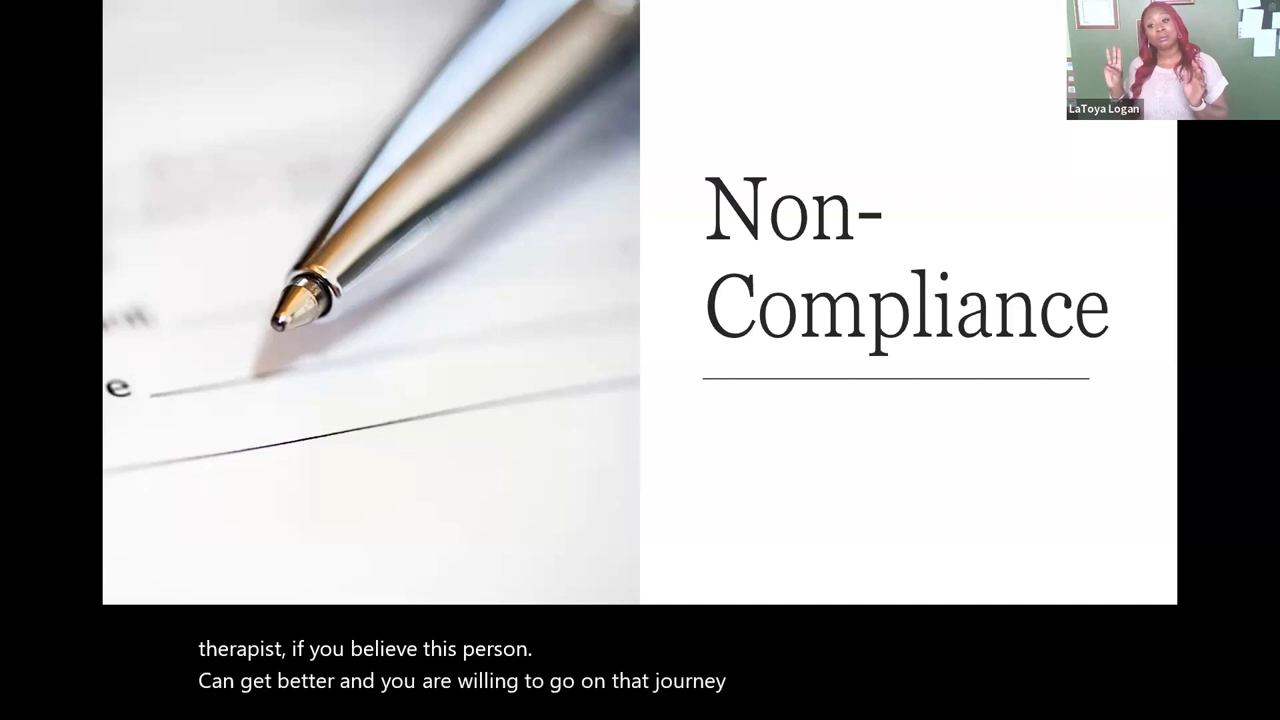 LaToya Logan
Non-
Compliance
e
therapist, if you believe this person.
Can get better and you are willing to go on that journey